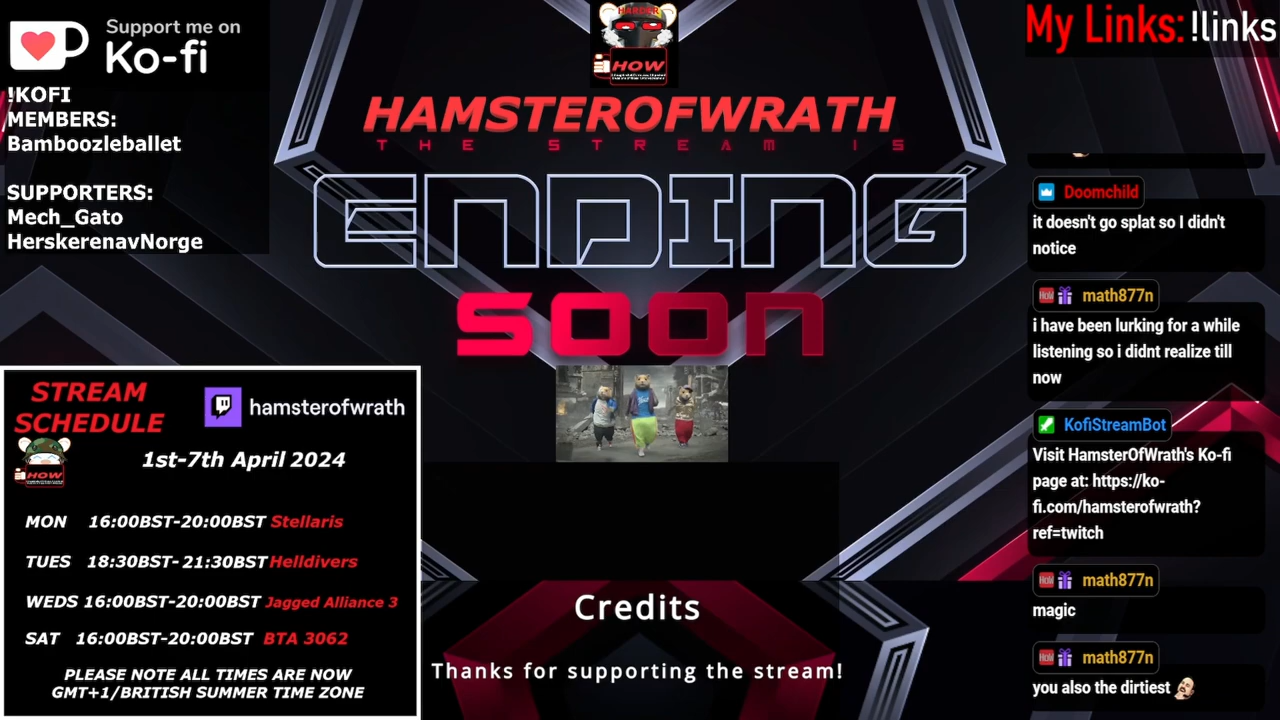 Support me on
Ko-fi
!KOFI
MEMBERS:
Bamboozleballet
SUPPORTERS:
Mech_Gato
HerskerenavNorge
HARDER
HOW
HAMSTEROFWRATH
THE STREAM IS
ENDING
SOON
My Links: !links
Doomchild
it doesn't go splat so I didn't
notice
math877n
i have been lurking for a while
listening so i didnt realize till
now
KofiStreamBot
Visit HamsterOfWrath's Ko-fi
page at: https://ko-
fi.com/hamsterofwrath?
ref=twitch
math877n
magic
math877n
you also the dirtiest
STREAM
SCHEDULE
hamsterofwrath
HOW
1st-7th April 2024
MON 16:00BST-20:00BST Stellaris
TUES 18:30BST-21:30BST Helldivers
WEDS 16:00BST-20:00BST Jagged Alliance 3
SAT 16:00BST-20:00BST BTA 3062
PLEASE NOTE ALL TIMES ARE NOW
GMT+1/BRITISH SUMMER TIME ZONE
Credits
Thanks for supporting the stream!